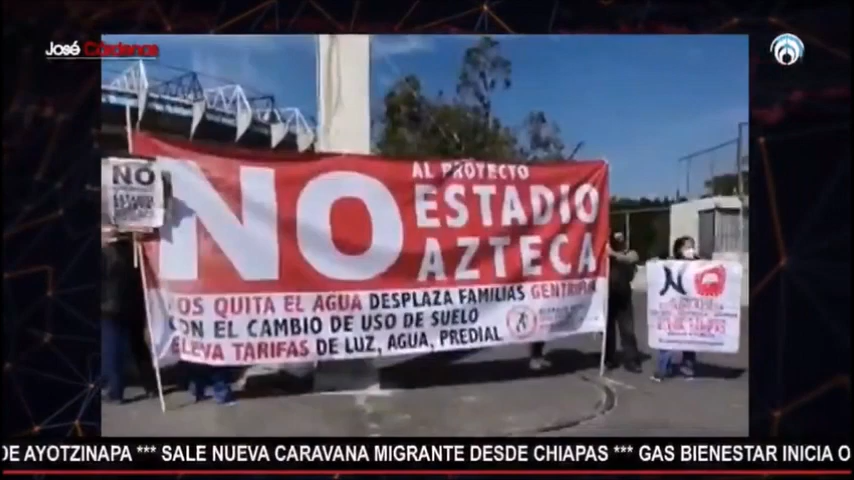 José Cárdenas
NO
AL PROYECTO
ESTADIO
AZTECA
NOS QUITA EL AGUA DESPLAZA FAMILIAS GENTRIFICA
CON EL CAMBIO DE USO DE SUELO
ELEVA TARIFAS DE LUZ, AGUA, PREDIAL
NO
NO
DE AYOTZINAPA *** SALE NUEVA CARAVANA MIGRANTE DESDE CHIAPAS *** GAS BIENESTAR INICIA O